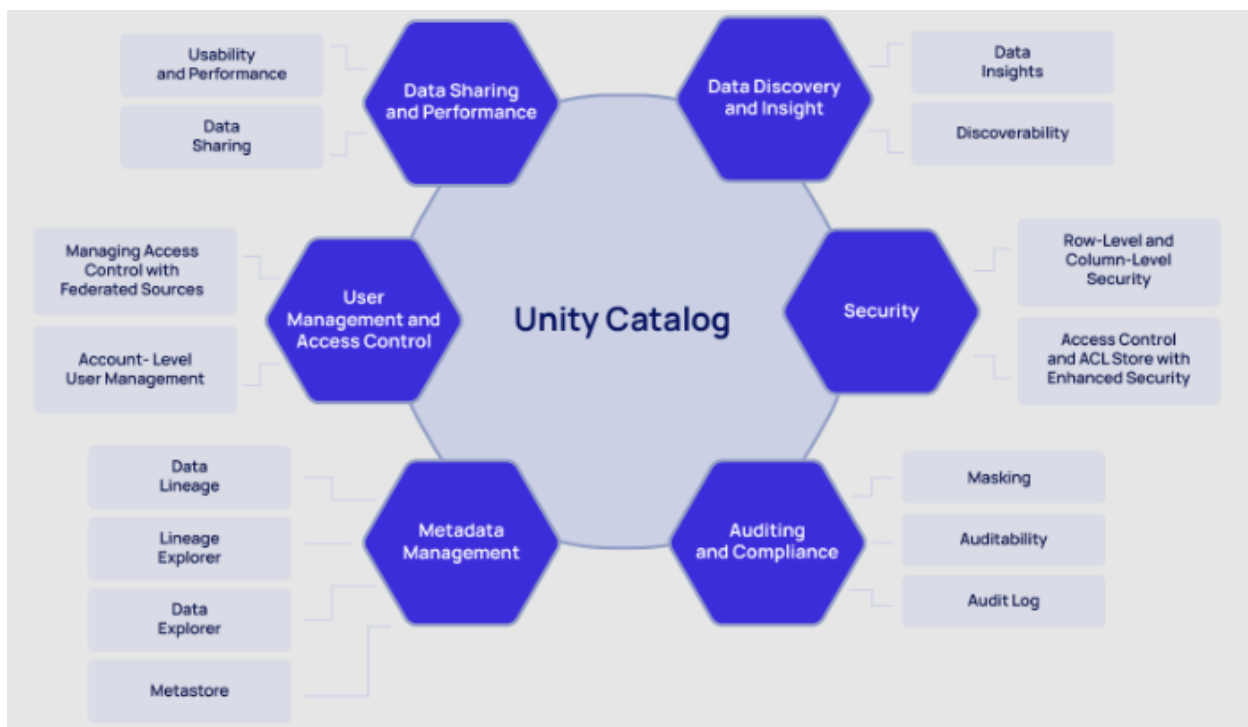 Usability
and Performance
Data
Sharing
Data Sharing
and Performance
Data Discovery
and Insight
Data
Insights
Discoverability
Managing Access
Control with
Federated Sources
Account- Level
User Management
User
Management and
Access Control
Unity Catalog
Security
Row-Level and
Column-Level
Security
Access Control
and ACL Store with
Enhanced Security
Data
Lineage
Lineage
Explorer
Data
Explorer
Metastore
Metadata
Management
Auditing
and Compliance
Masking
Auditability
Audit Log